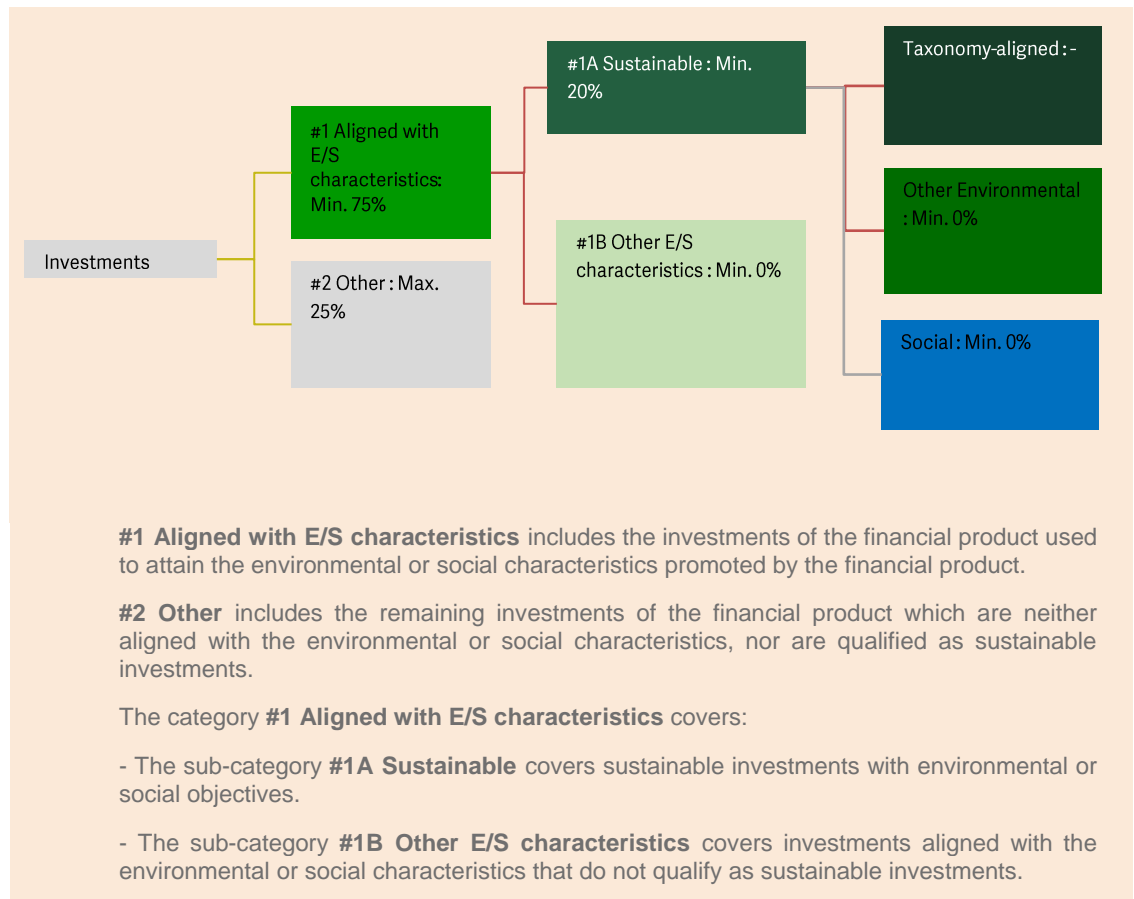 Investments
#1 Aligned with
E/S
characteristics:
Min. 75%
#2 Other : Max.
25%
#1A Sustainable : Min.
20%
#1B Other E/S
characteristics : Min. 0%
Taxonomy-aligned : -
Other Environmental
: Min. 0%
Social : Min. 0%
#1 Aligned with E/S characteristics includes the investments of the financial product used
to attain the environmental or social characteristics promoted by the financial product.
#2 Other includes the remaining investments of the financial product which are neither
aligned with the environmental or social characteristics, nor are qualified as sustainable
investments.
The category #1 Aligned with E/S characteristics covers:
- The sub-category #1A Sustainable covers sustainable investments with environmental or
social objectives.
- The sub-category #1B Other E/S characteristics covers investments aligned with the
environmental or social characteristics that do not qualify as sustainable investments.